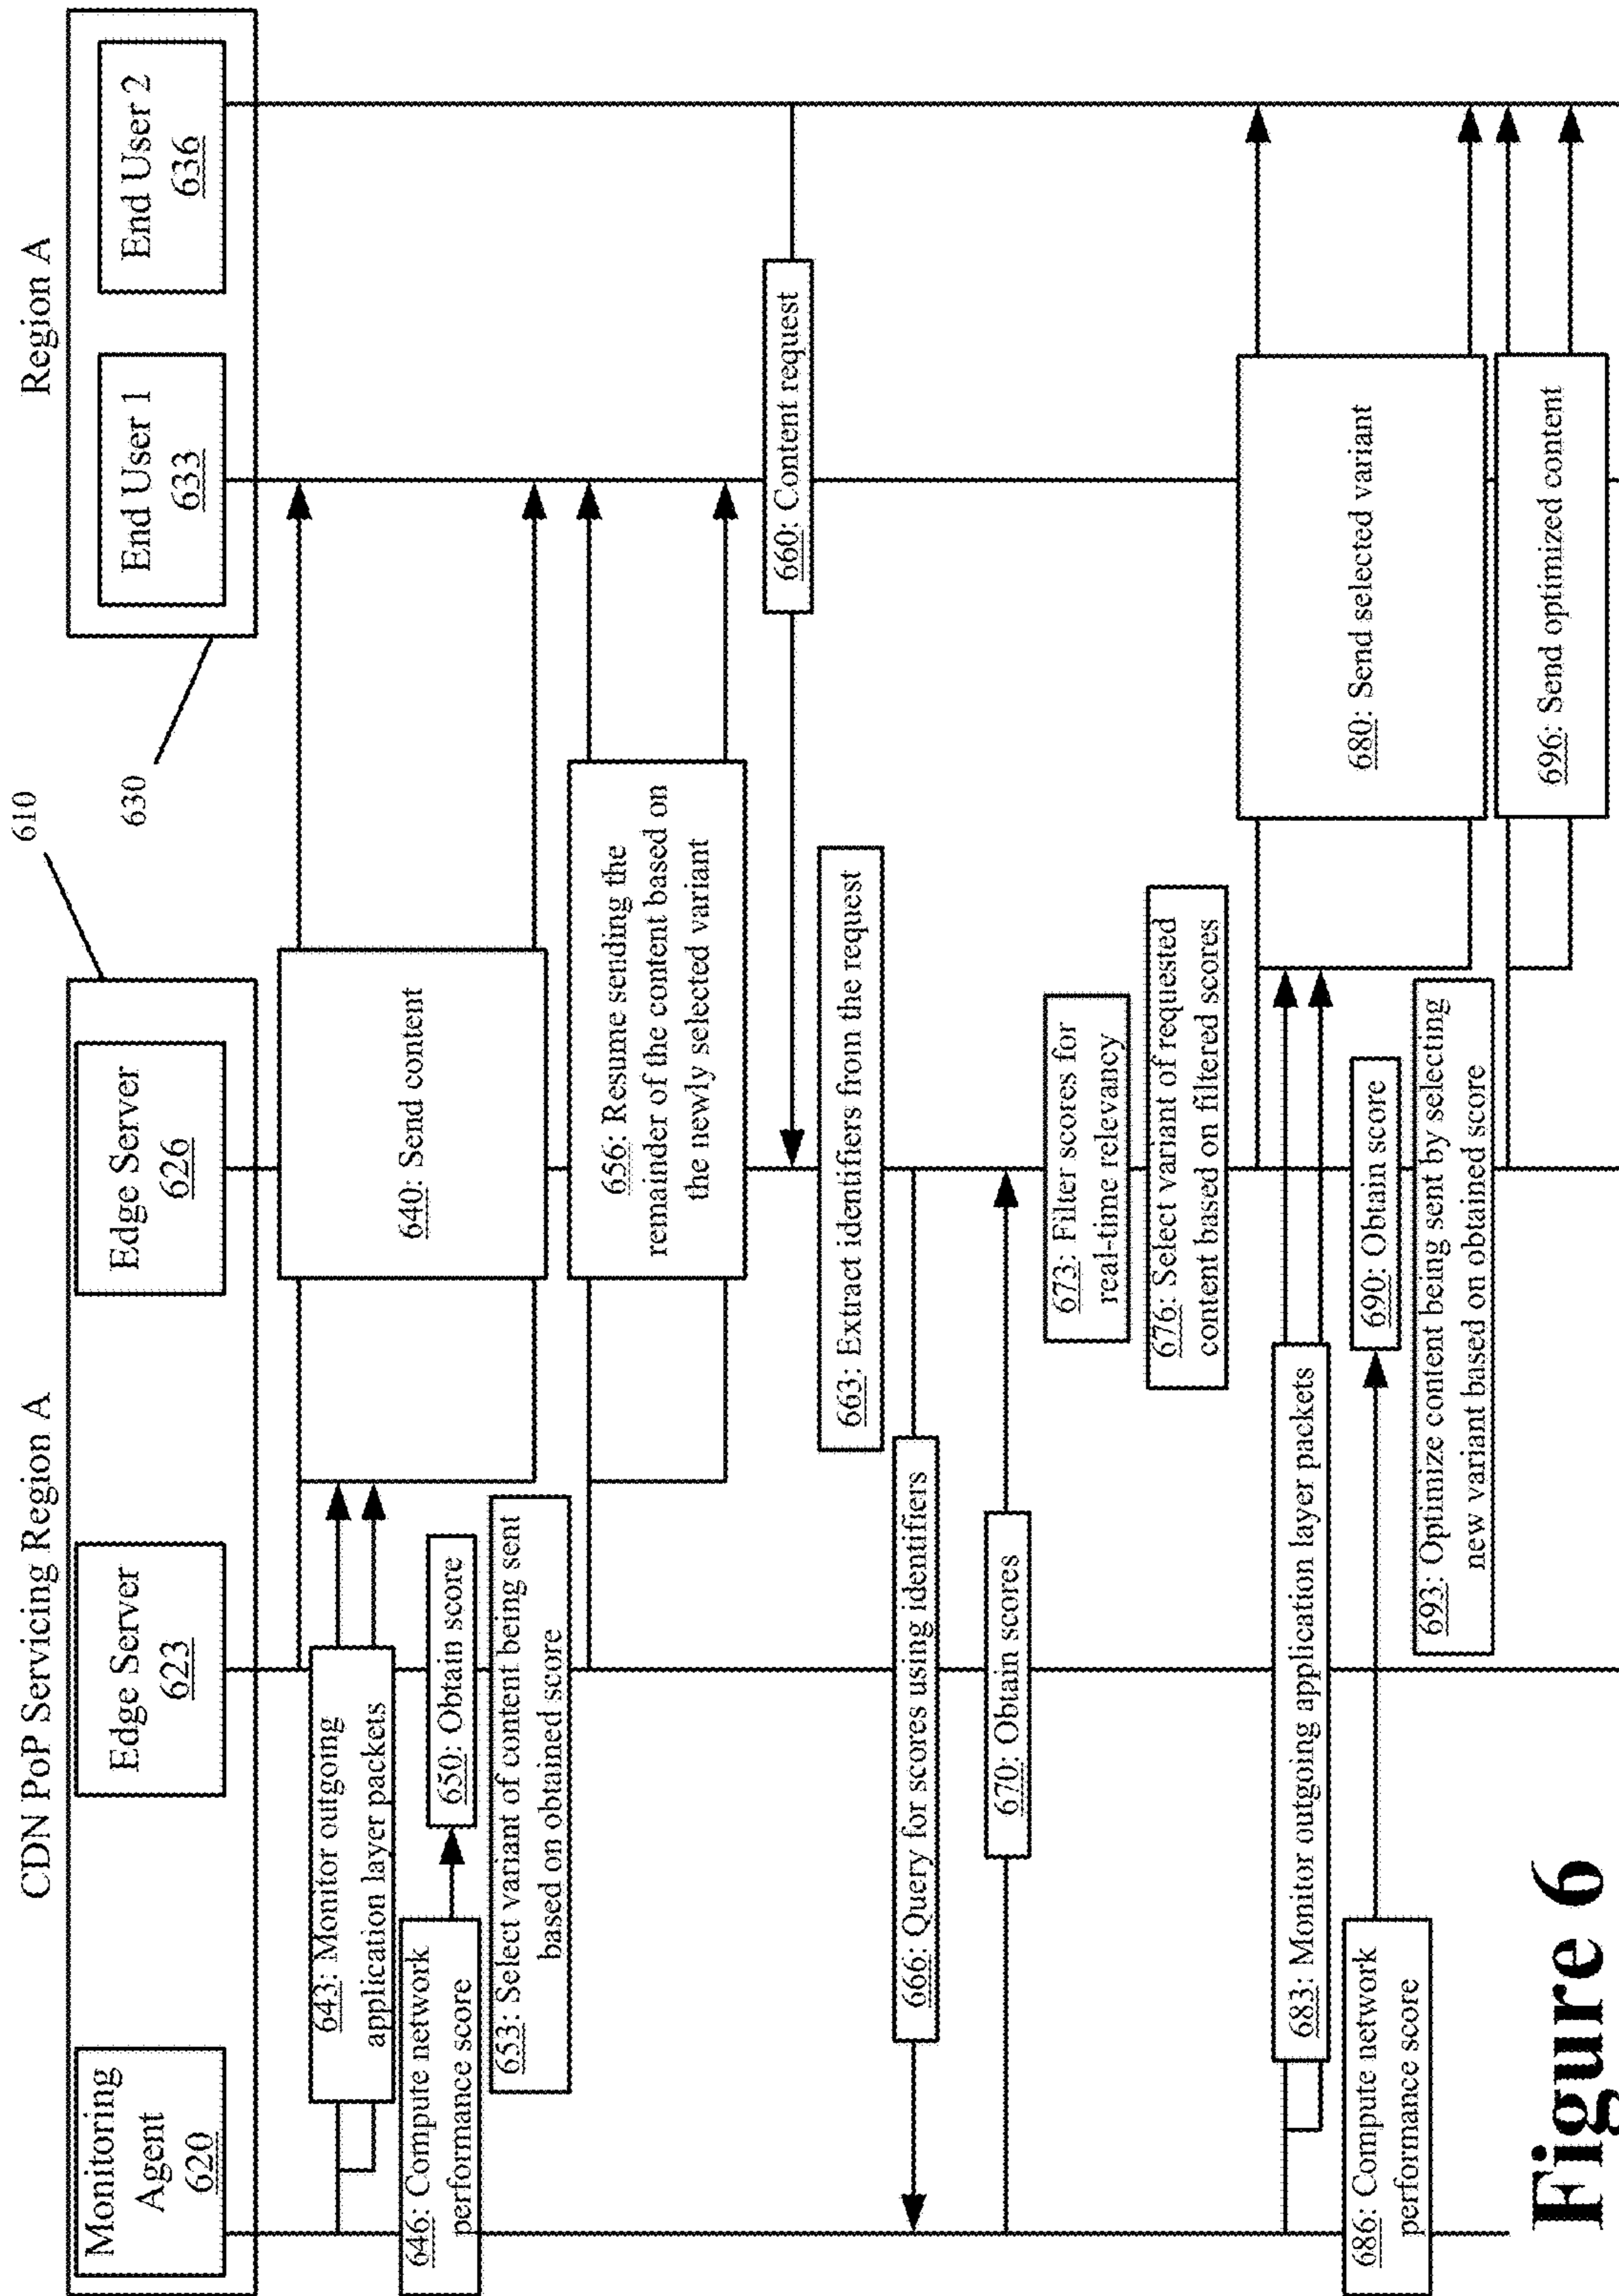 CDN PoP Servicing Region A
Region A
610
630
Monitoring
Agent
620
Edge Server
623
Edge Server
626
End User 1
633
End User 2
636
640: Send content
643: Monitor outgoing
application layer packets
646: Compute network
performance score
650: Obtain score
653: Select variant of content being sent
based on obtained score
656: Resume sending the
remainder of the content based on
the newly selected variant
660: Content request
663: Extract identifiers from the request
666: Query for scores using identifiers
670: Obtain scores
673: Filter scores for
real-time relevancy
676: Select variant of requested
content based on filtered scores
680: Send selected variant
683: Monitor outgoing application layer packets
686: Compute network
performance score
690: Obtain score
693: Optimize content being sent by selecting
new variant based on obtained score
696: Send optimized content
Figure 6